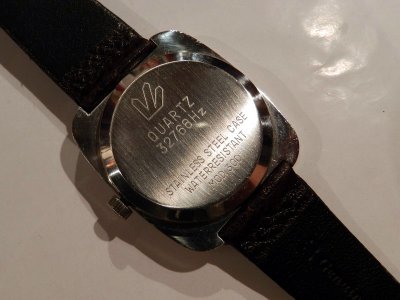 QUARTZ
32768Hz
STAINLESS STEEL CASE
WATERRESISTANT